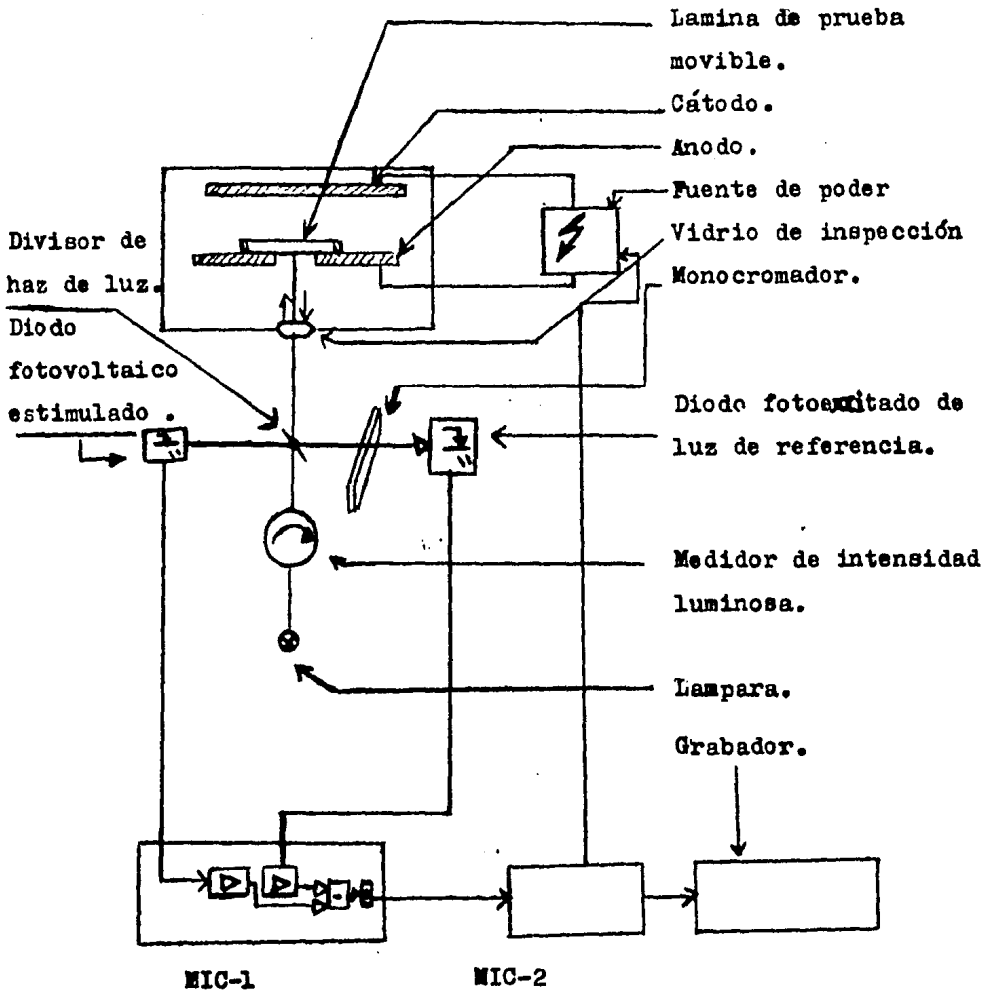 Lamina de prueba
movible.
Cátodo.
Anodo.
Fuente de poder
Vidrio de inspección
Monocromador.
Divisor de
haz de luz.
Diodo
fotovoltaico
estimulado .
Diodo de
luz de referencia.
Medidor de intensidad
luminosa.
Lampara.
Grabador.
MIC-1
MIC-2